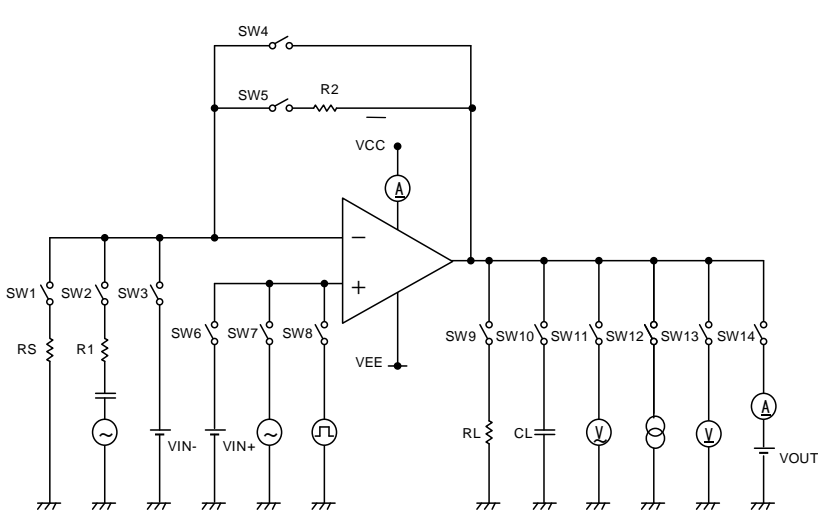 SW4
SW5 R2
VCC
A
−
+
SW1 SW2 SW3
SW6 SW7 SW8
SW9 SW10 SW11 SW12 SW13 SW14
RS R1
VEE
A
VIN- VIN+
RL CL V V
VOUT